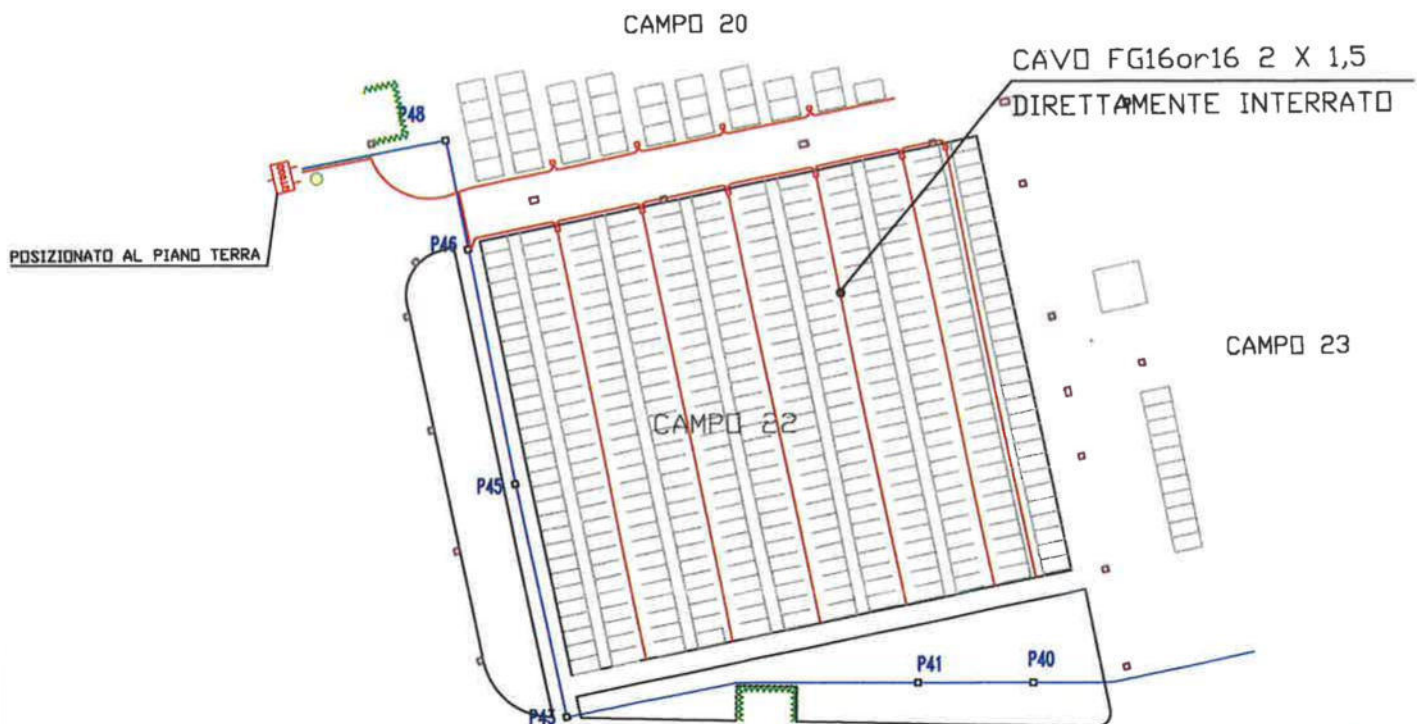 CAMPO 20
CAVO FG16or16 2 X 1,5
DIRETTAMENTE INTERRATO
P48
P46
POSIZIONATO AL PIANO TERRA
CAMPO 23
CAMPO 22
P45
P41
P40
P43